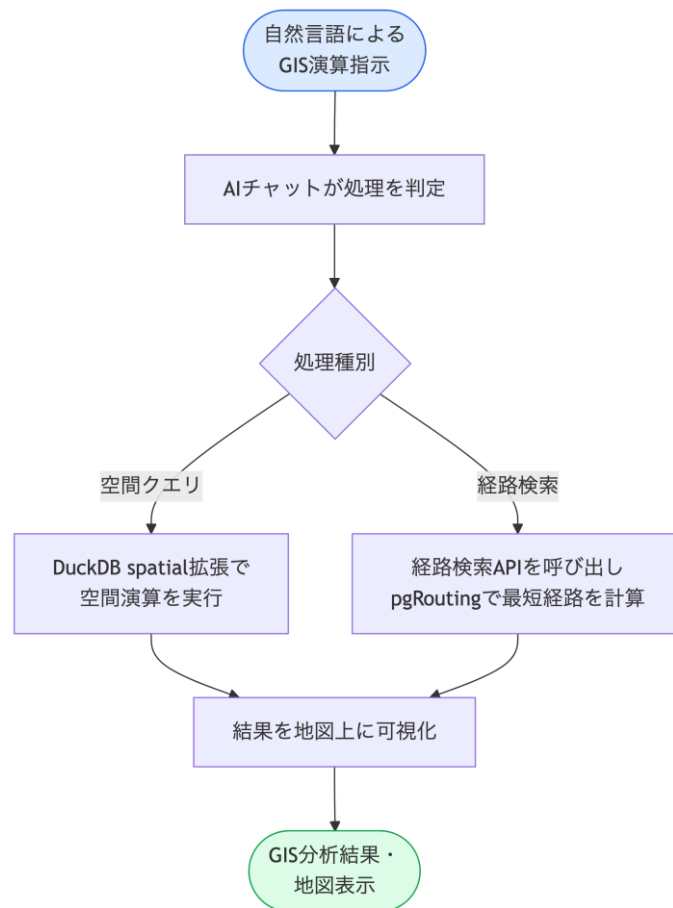 自然言語による
GIS演算指示
AIチャットが処理を判定
処理種別
空間クエリ
経路検索
DuckDB spatial拡張で
空間演算を実行
経路検索APIを呼び出し
pgRoutingで最短経路を計算
結果を地図上に可視化
GIS分析結果・
地図表示